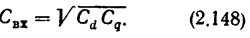 C_вх = √C_d C_q. (2.148)